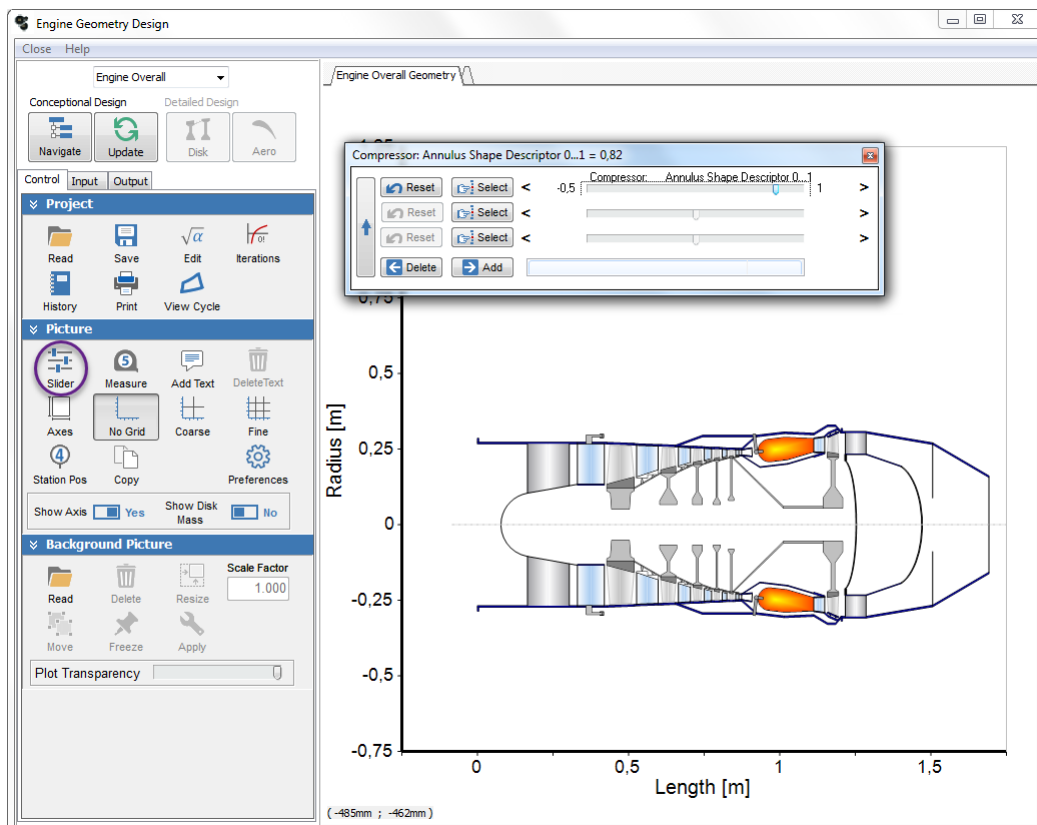 Engine Geometry Design
Close Help
Engine Overall
Conceptional Design Detailed Design
Navigate Update Disk Aero
Control Input Output
Project
Read Save Edit Iterations
History Print View Cycle
Picture
Slider Measure Add Text DeleteText
Axes No Grid Coarse Fine
Station Pos Copy Preferences
Show Axis Yes Show Disk Mass No
Background Picture
Read Delete Resize Scale Factor
1.000
Move Freeze Apply
Plot Transparency
Engine Overall Geometry
Compressor: Annulus Shape Descriptor 0...1 = 0,82
Compressor: Annulus Shape Descriptor 0...1
Reset Select < -0,5 1 >
Reset Select < >
Reset Select < >
Delete Add
0,75
0,5
0,25
0
-0,25
-0,5
-0,75
Radius [m]
0 0,5 1 1,5
Length [m]
(-485mm ; -462mm)